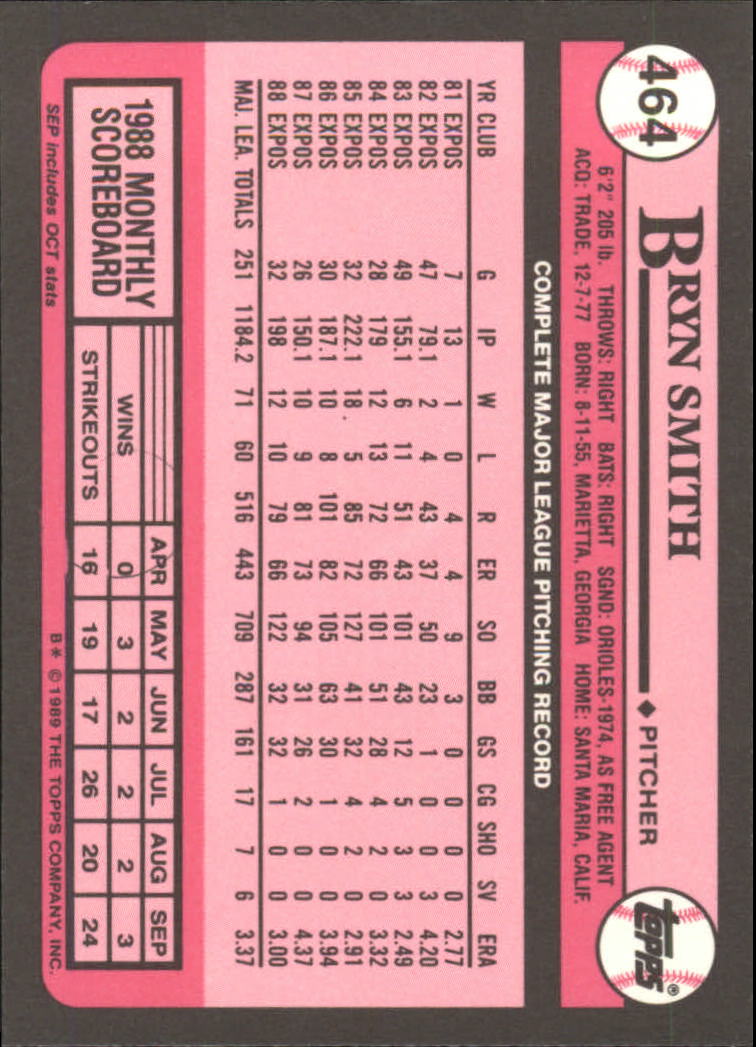 464
BRYN SMITH ◆ PITCHER
TOPPS®
6'2" 205 lb. THROWS: RIGHT BATS: RIGHT SGND: ORIOLES-1974, AS FREE AGENT
ACQ: TRADE, 12-7-77 BORN: 8-11-55, MARIETTA, GEORGIA HOME: SANTA MARIA, CALIF.
COMPLETE MAJOR LEAGUE PITCHING RECORD
YR CLUB G IP W L R ER SO BB GS CG SHO SV ERA
81 EXPOS 7 13 1 0 4 4 9 3 0 0 0 0 2.77
82 EXPOS 47 79.1 2 4 43 37 50 23 1 0 0 3 4.20
83 EXPOS 49 155.1 6 11 51 43 101 43 12 5 3 3 2.49
84 EXPOS 28 179 12 13 72 66 101 51 28 4 2 0 3.32
85 EXPOS 32 222.1 18 5 85 72 127 41 32 4 2 0 2.91
86 EXPOS 30 187.1 10 8 101 82 105 63 30 1 0 0 3.94
87 EXPOS 26 150.1 10 9 81 73 94 31 26 2 0 0 4.37
88 EXPOS 32 198 12 10 79 66 122 32 32 1 0 0 3.00
MAJ. LEA. TOTALS 251 1184.2 71 60 516 443 709 287 161 17 7 6 3.37
1988 MONTHLY
SCOREBOARD
APR MAY JUN JUL AUG SEP
WINS 0 3 2 2 2 3
STRIKEOUTS 16 19 17 26 20 24
SEP includes OCT stats
B* ©1989 THE TOPPS COMPANY, INC.